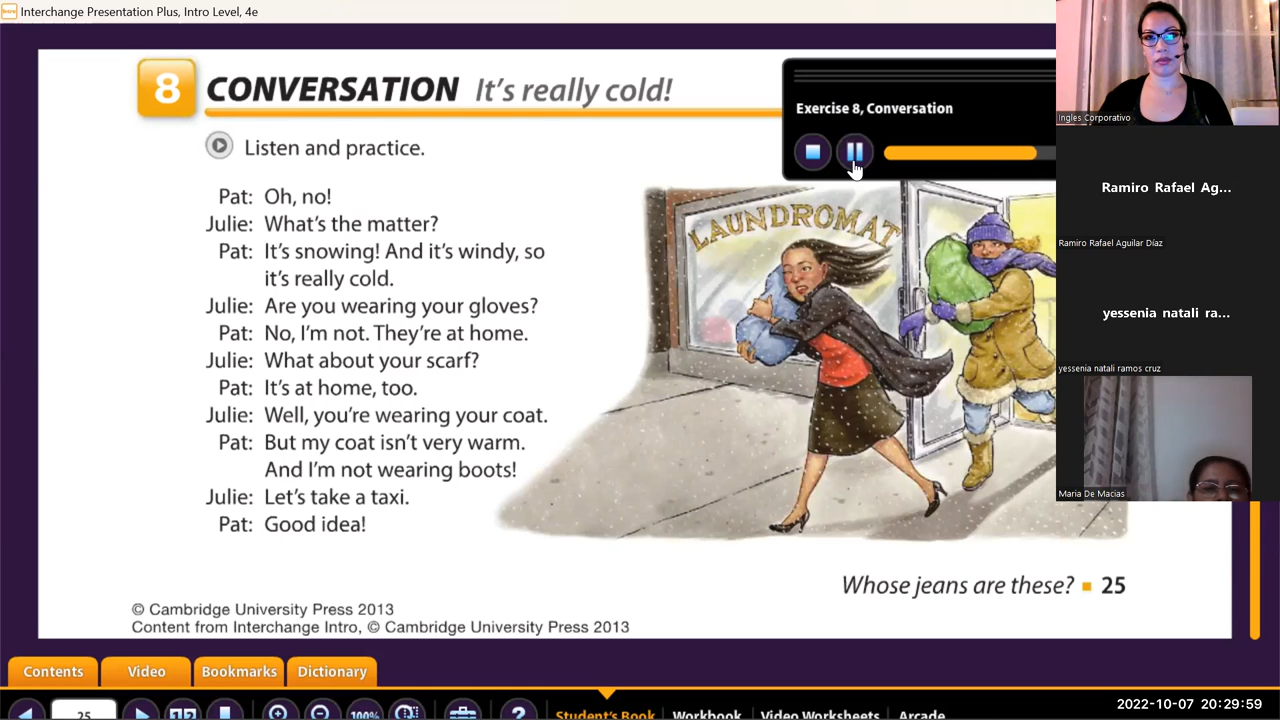 Interchange Presentation Plus, Intro Level, 4e
8 CONVERSATION It's really cold!
Exercise 8, Conversation
Listen and practice.
Pat: Oh, no!
Julie: What's the matter?
Pat: It's snowing! And it's windy, so
it's really cold.
Julie: Are you wearing your gloves?
Pat: No, I'm not. They're at home.
Julie: What about your scarf?
Pat: It's at home, too.
Julie: Well, you're wearing your coat.
Pat: But my coat isn't very warm.
And I'm not wearing boots!
Julie: Let's take a taxi.
Pat: Good idea!
LAUNDROMAT
Whose jeans are these? 25
© Cambridge University Press 2013
Content from Interchange Intro, © Cambridge University Press 2013
Ingles Corporativo
Ramiro Rafael Ag...
Ramiro Rafael Aguilar Díaz
yessenia natali ra...
yessenia natali ramos cruz
Maria De Macias
Contents Video Bookmarks Dictionary
25 100% ? Student's Book Workbook Video Worksheets Arcade
2022-10-07 20:29:59